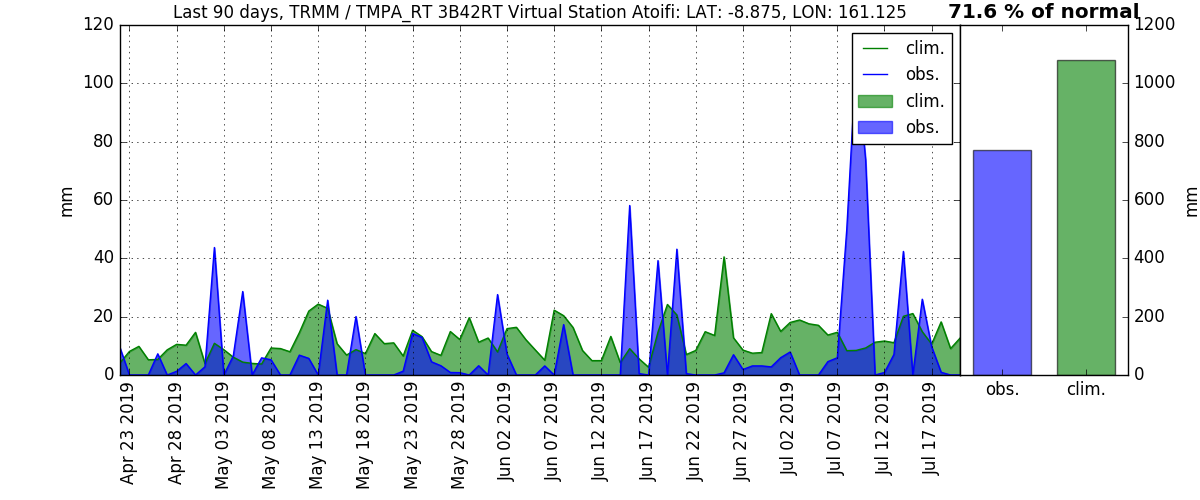 Last 90 days, TRMM / TMPA_RT 3B42RT Virtual Station Atoifi: LAT: -8.875, LON: 161.125
71.6 % of normal
120
100
80
60
40
20
0
mm
clim.
obs.
clim.
obs.
1200
1000
800
600
400
200
0
mm
obs.
clim.
Apr 23 2019
Apr 28 2019
May 03 2019
May 08 2019
May 13 2019
May 18 2019
May 23 2019
May 28 2019
Jun 02 2019
Jun 07 2019
Jun 12 2019
Jun 17 2019
Jun 22 2019
Jun 27 2019
Jul 02 2019
Jul 07 2019
Jul 12 2019
Jul 17 2019